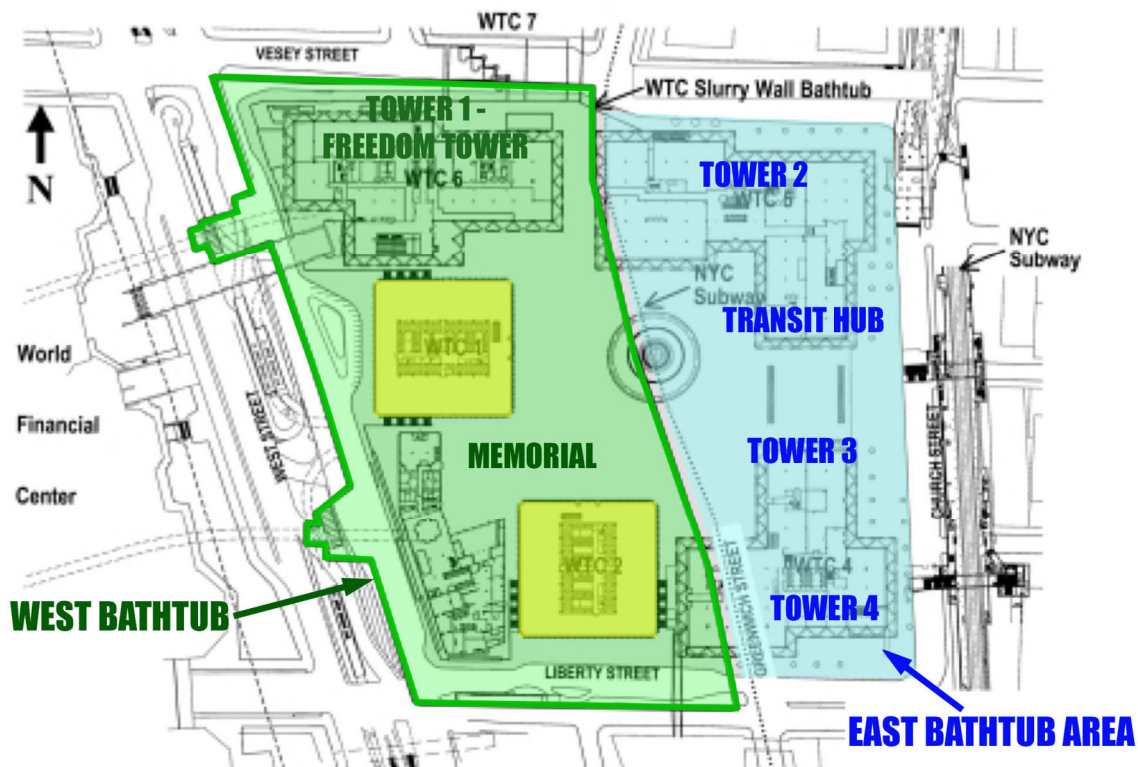 WTC 7
VESEY STREET
WTC Slurry Wall Bathtub
TOWER 1 -
FREEDOM TOWER
WTC 6
TOWER 2
WTC 5
N
NYC
Subway
NYC
Subway
TRANSIT HUB
WTC 1
World
Financial
Center
WEST STREET
MEMORIAL
TOWER 3
CHURCH STREET
WTC 2
WTC 4
GREENWICH STREET
TOWER 4
WEST BATHTUB
LIBERTY STREET
EAST BATHTUB AREA